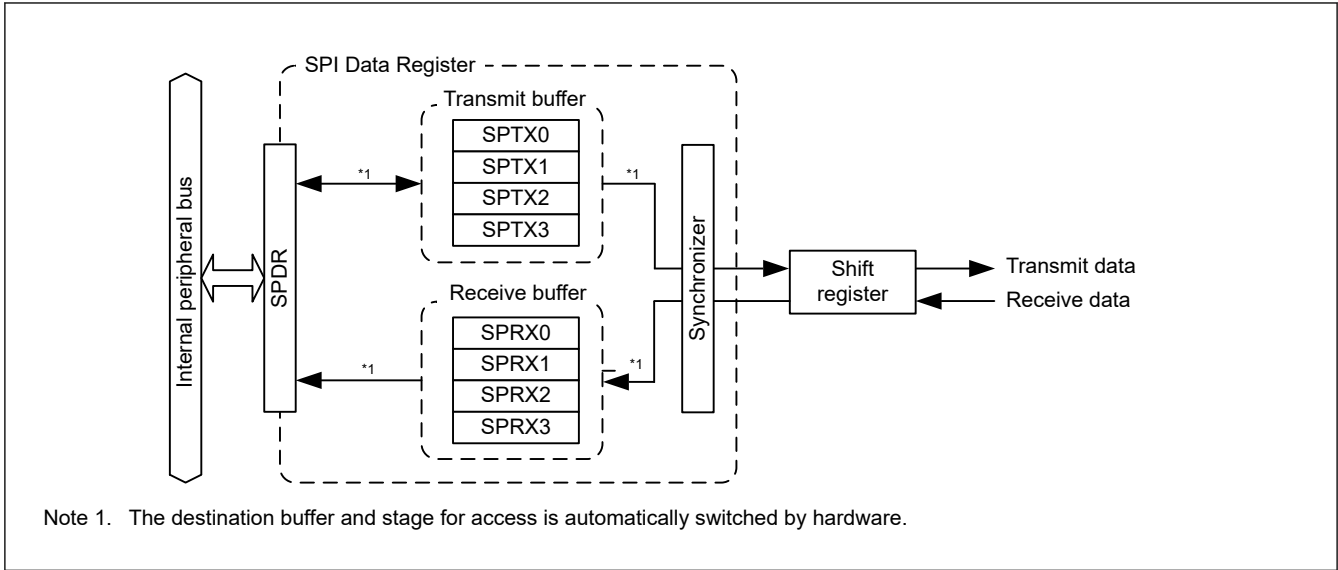 SPI Data Register
Transmit buffer
SPTX0
SPTX1
SPTX2
SPTX3
*1
*1
Internal peripheral bus
SPDR
Synchronizer
Shift
register
Transmit data
Receive data
Receive buffer
SPRX0
SPRX1
SPRX2
SPRX3
*1
*1
Note 1. The destination buffer and stage for access is automatically switched by hardware.